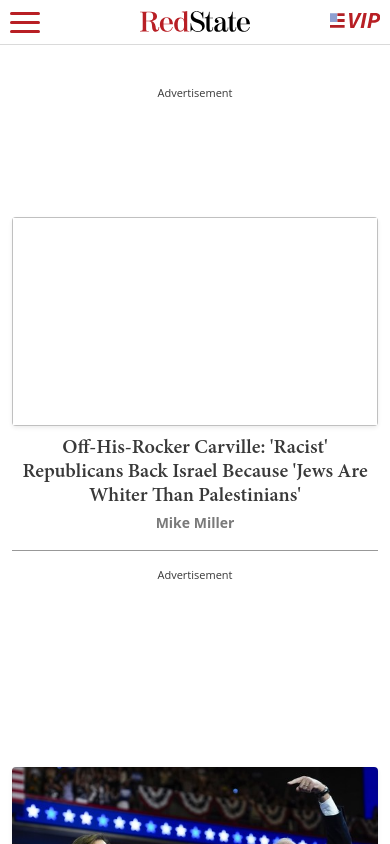 RedState
VIP
Advertisement
Off-His-Rocker Carville: 'Racist'
Republicans Back Israel Because 'Jews Are
Whiter Than Palestinians'
Mike Miller
Advertisement